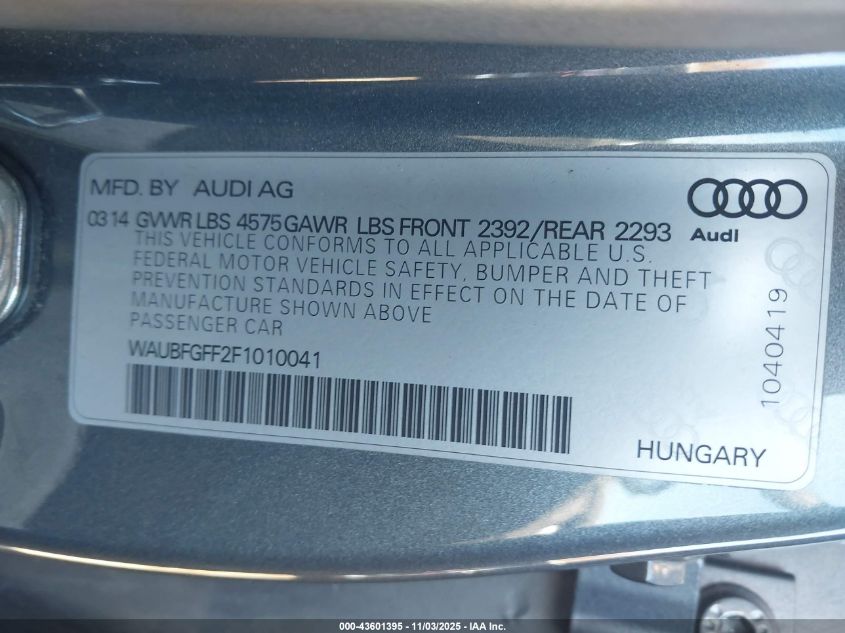 MFD. BY AUDI AG
Audi
03 14 GVWR LBS 4575 GAWR LBS FRONT 2392/REAR 2293
THIS VEHICLE CONFORMS TO ALL APPLICABLE U.S.
FEDERAL MOTOR VEHICLE SAFETY, BUMPER AND THEFT
PREVENTION STANDARDS IN EFFECT ON THE DATE OF
MANUFACTURE SHOWN ABOVE
PASSENGER CAR
WAUBFGFF2F1010041
1040419
HUNGARY
000-43601395 - 11/03/2025 - IAA Inc.